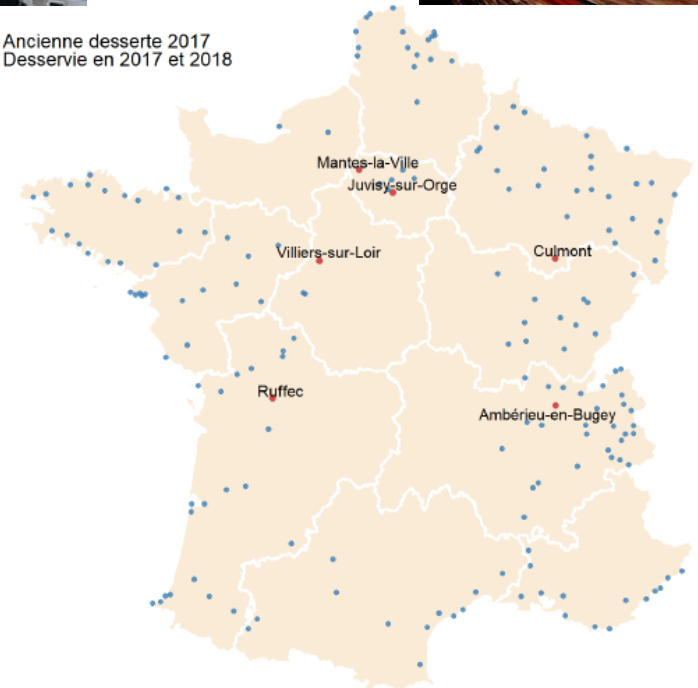 Ancienne desserte 2017
Desservie en 2017 et 2018
Mantes-la-Ville
Juvisy-sur-Orge
Villiers-sur-Loir
Culmont
Ruffec
Ambérieu-en-Bugey